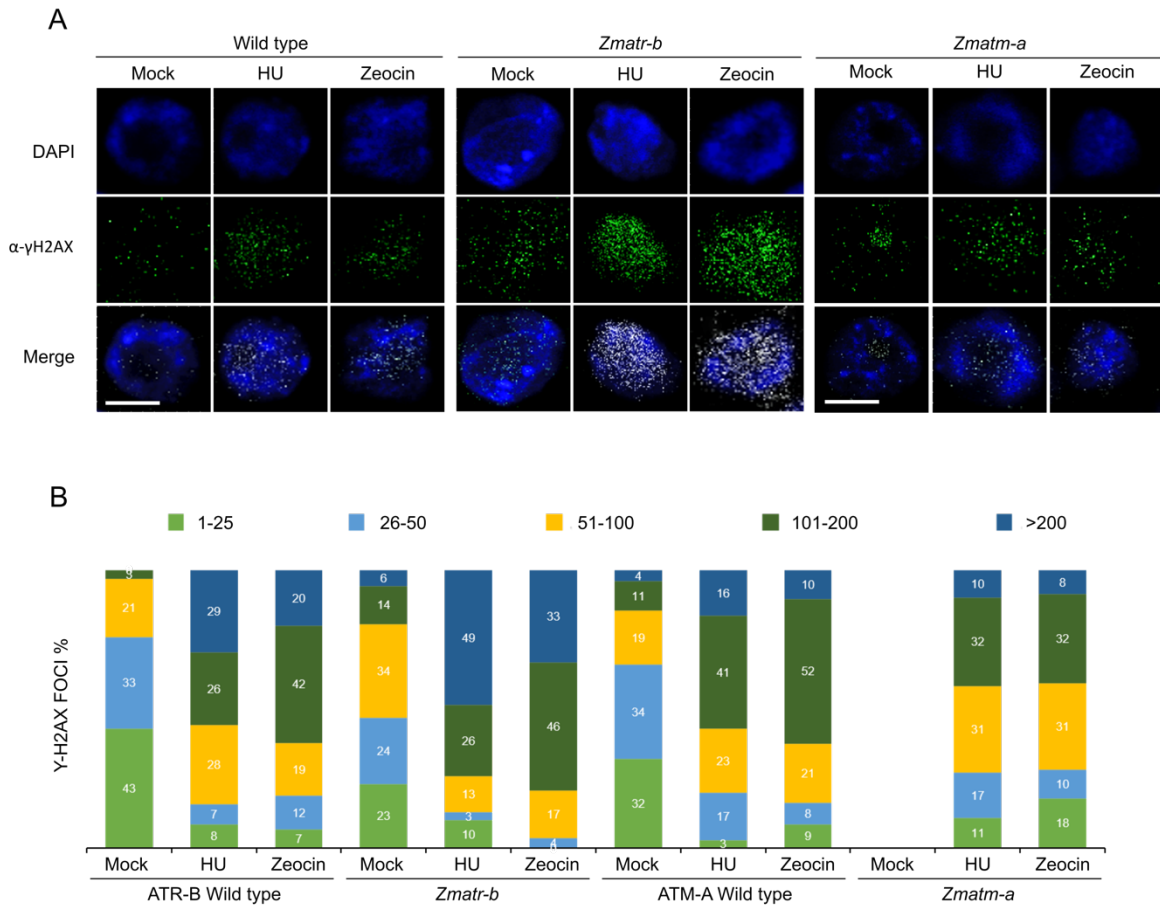 A
Wild type Zmatr-b Zmatm-a
Mock HU Zeocin Mock HU Zeocin Mock HU Zeocin
DAPI
α-γH2AX
Merge
B
1-25 26-50 51-100 101-200 >200
Y-H2AX FOCI %
3 21 33 43
29 26 28 7 8
20 42 19 12 7
6 14 34 24 23
49 26 13 3 10
33 46 17 4
4 11 19 34 32
16 41 23 17 3
10 52 21 8 9
10 32 31 17 11
8 32 31 10 18
Mock HU Zeocin Mock HU Zeocin Mock HU Zeocin Mock HU Zeocin
ATR-B Wild type Zmatr-b ATM-A Wild type Zmatm-a